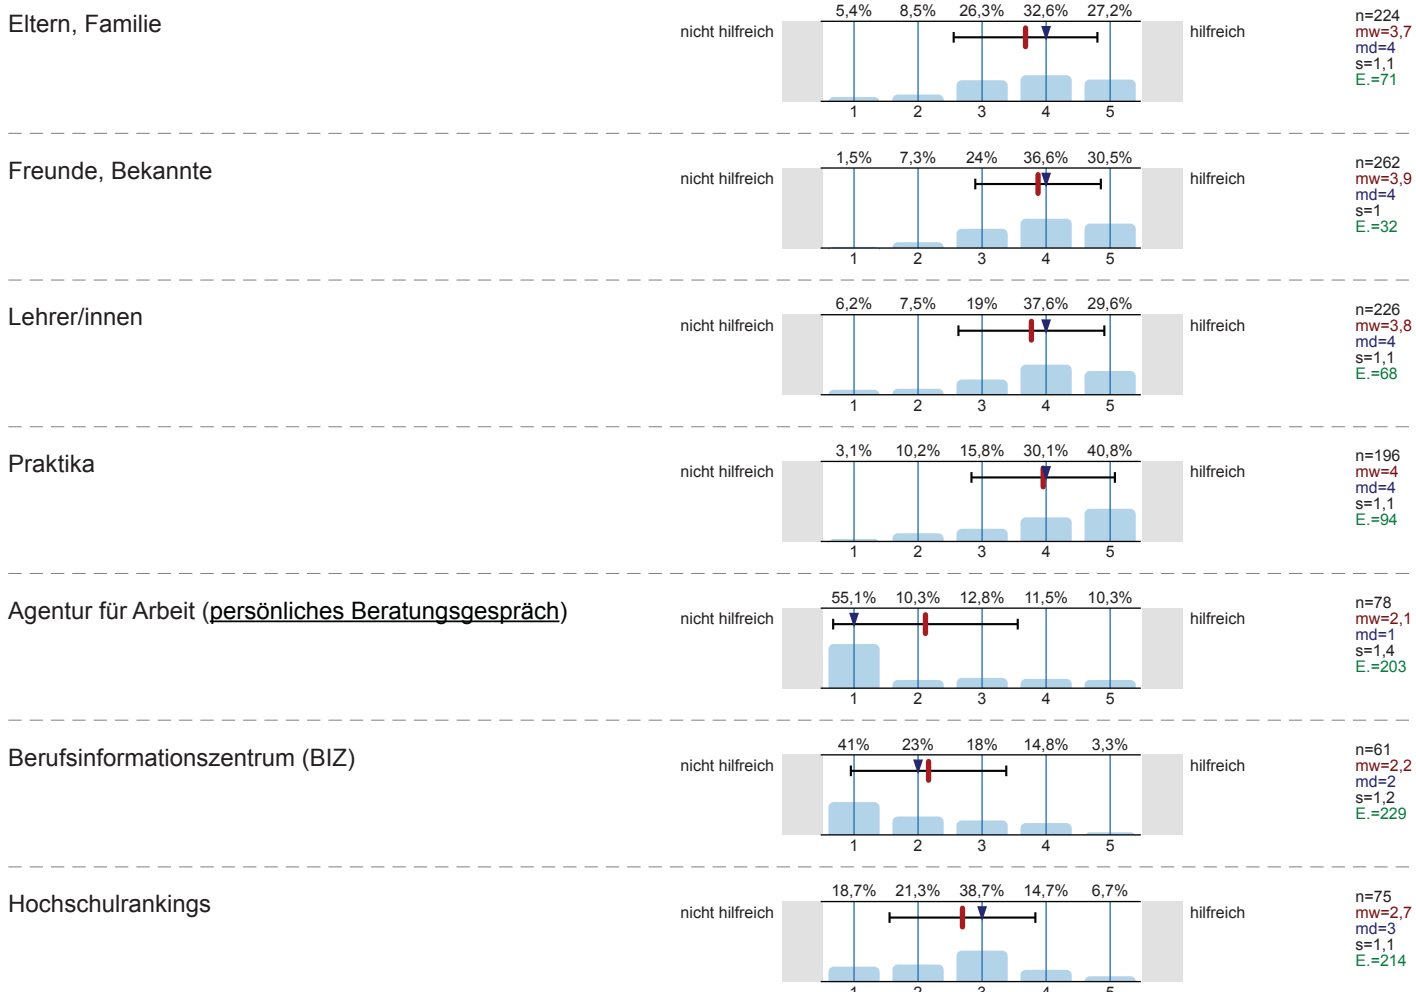 Eltern, Familie
nicht hilfreich
5,4% 8,5% 26,3% 32,6% 27,2%
1 2 3 4 5
hilfreich
n=224
mw=3,7
md=4
s=1,1
E.=71
Freunde, Bekannte
nicht hilfreich
1,5% 7,3% 24% 36,6% 30,5%
1 2 3 4 5
hilfreich
n=262
mw=3,9
md=4
s=1
E.=32
Lehrer/innen
nicht hilfreich
6,2% 7,5% 19% 37,6% 29,6%
1 2 3 4 5
hilfreich
n=226
mw=3,8
md=4
s=1,1
E.=68
Praktika
nicht hilfreich
3,1% 10,2% 15,8% 30,1% 40,8%
1 2 3 4 5
hilfreich
n=196
mw=4
md=4
s=1,1
E.=94
Agentur für Arbeit (persönliches Beratungsgespräch)
nicht hilfreich
55,1% 10,3% 12,8% 11,5% 10,3%
1 2 3 4 5
hilfreich
n=78
mw=2,1
md=1
s=1,4
E.=203
Berufsinformationszentrum (BIZ)
nicht hilfreich
41% 23% 18% 14,8% 3,3%
1 2 3 4 5
hilfreich
n=61
mw=2,2
md=2
s=1,2
E.=229
Hochschulrankings
nicht hilfreich
18,7% 21,3% 38,7% 14,7% 6,7%
1 2 3 4 5
hilfreich
n=75
mw=2,7
md=3
s=1,1
E.=214